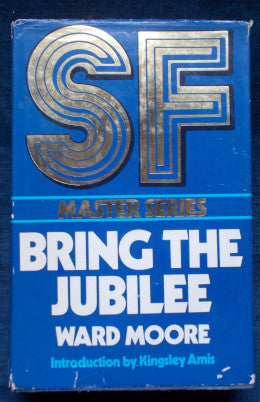 SF
MASTER SERIES
BRING THE
JUBILEE
WARD MOORE
Introduction by Kingsley Amis